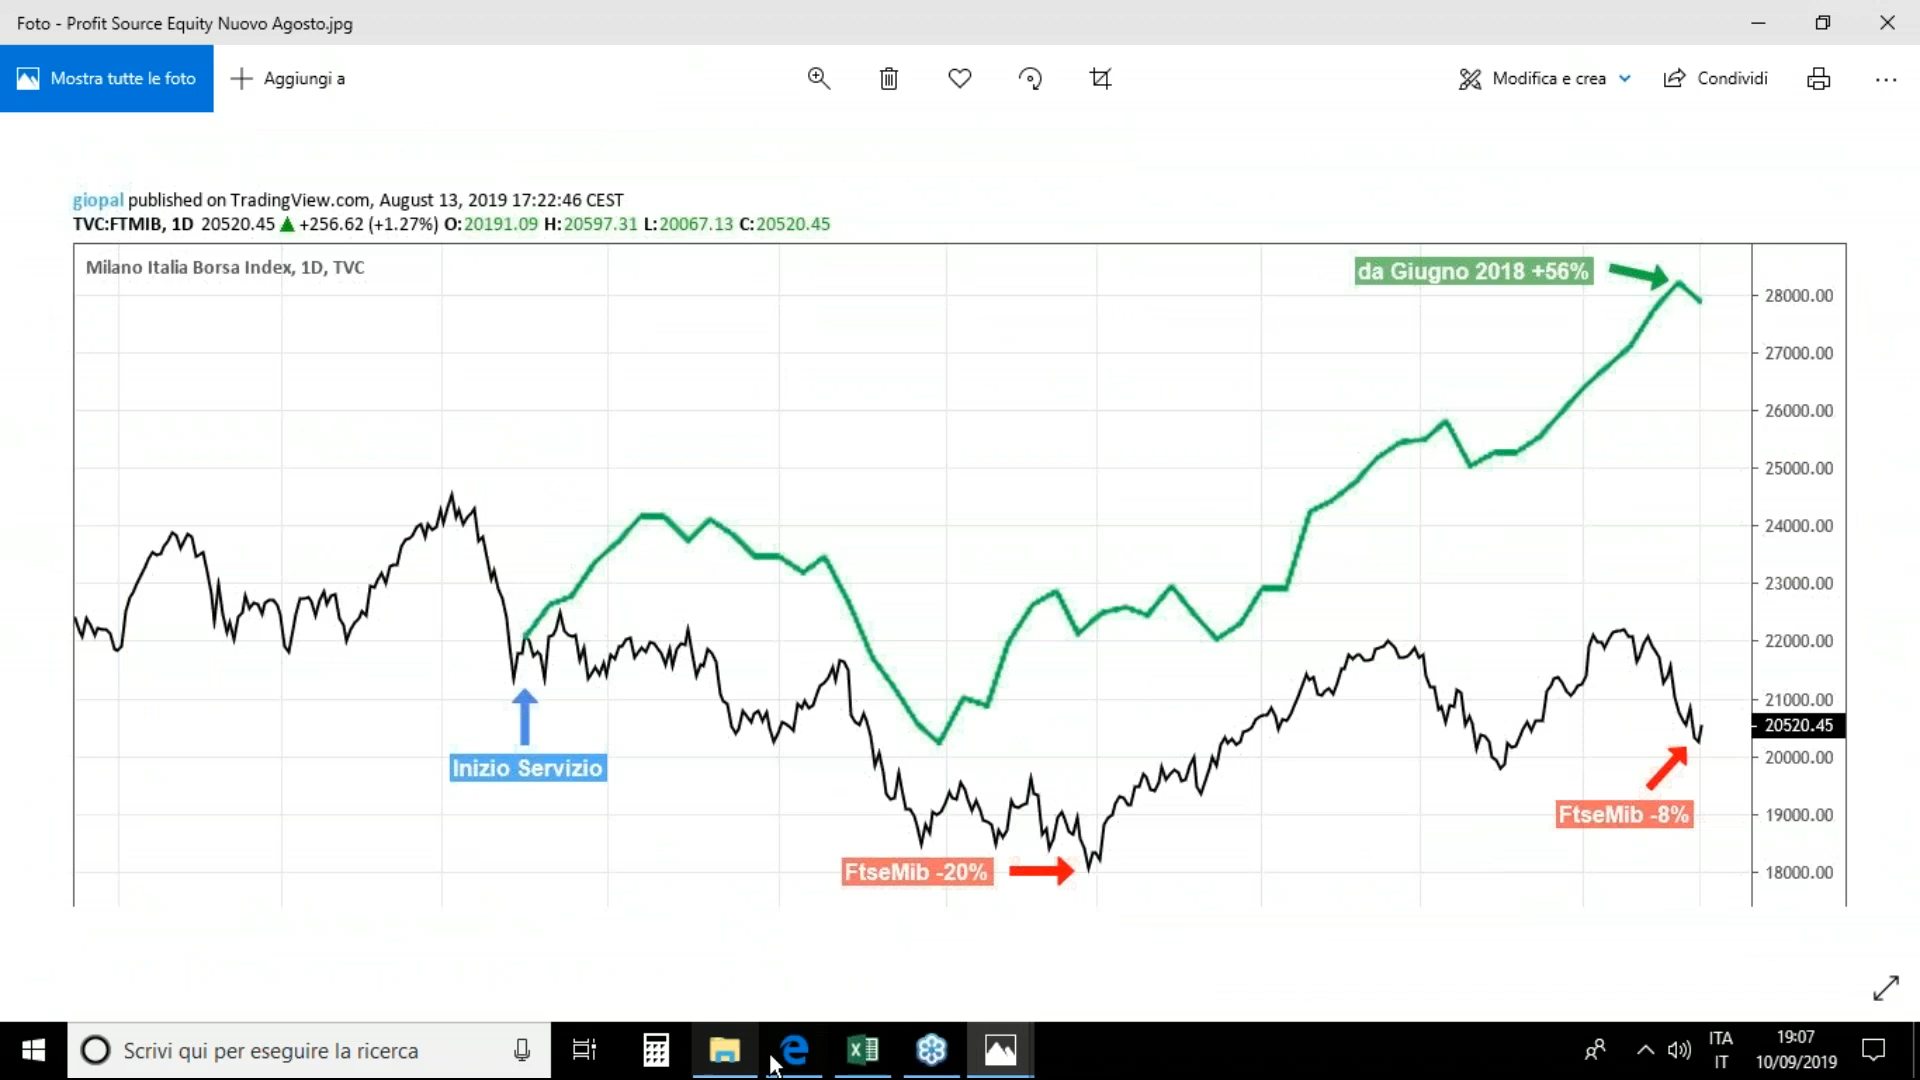 Foto - Profit Source Equity Nuovo Agosto.jpg
Mostra tutte le foto
Aggiungi a
Modifica e crea
Condividi
giopal published on TradingView.com, August 13, 2019 17:22:46 CEST
TVC:FTMIB, 1D 20520.45 ▲ +256.62 (+1.27%) O:20191.09 H:20597.31 L:20067.13 C:20520.45
Milano Italia Borsa Index, 1D, TVC
da Giugno 2018 +56%
28000.00
27000.00
26000.00
25000.00
24000.00
23000.00
22000.00
21000.00
20520.45
20000.00
19000.00
18000.00
Inizio Servizio
FtseMib -20%
FtseMib -8%
Scrivi qui per eseguire la ricerca
ITA
IT
19:07
10/09/2019